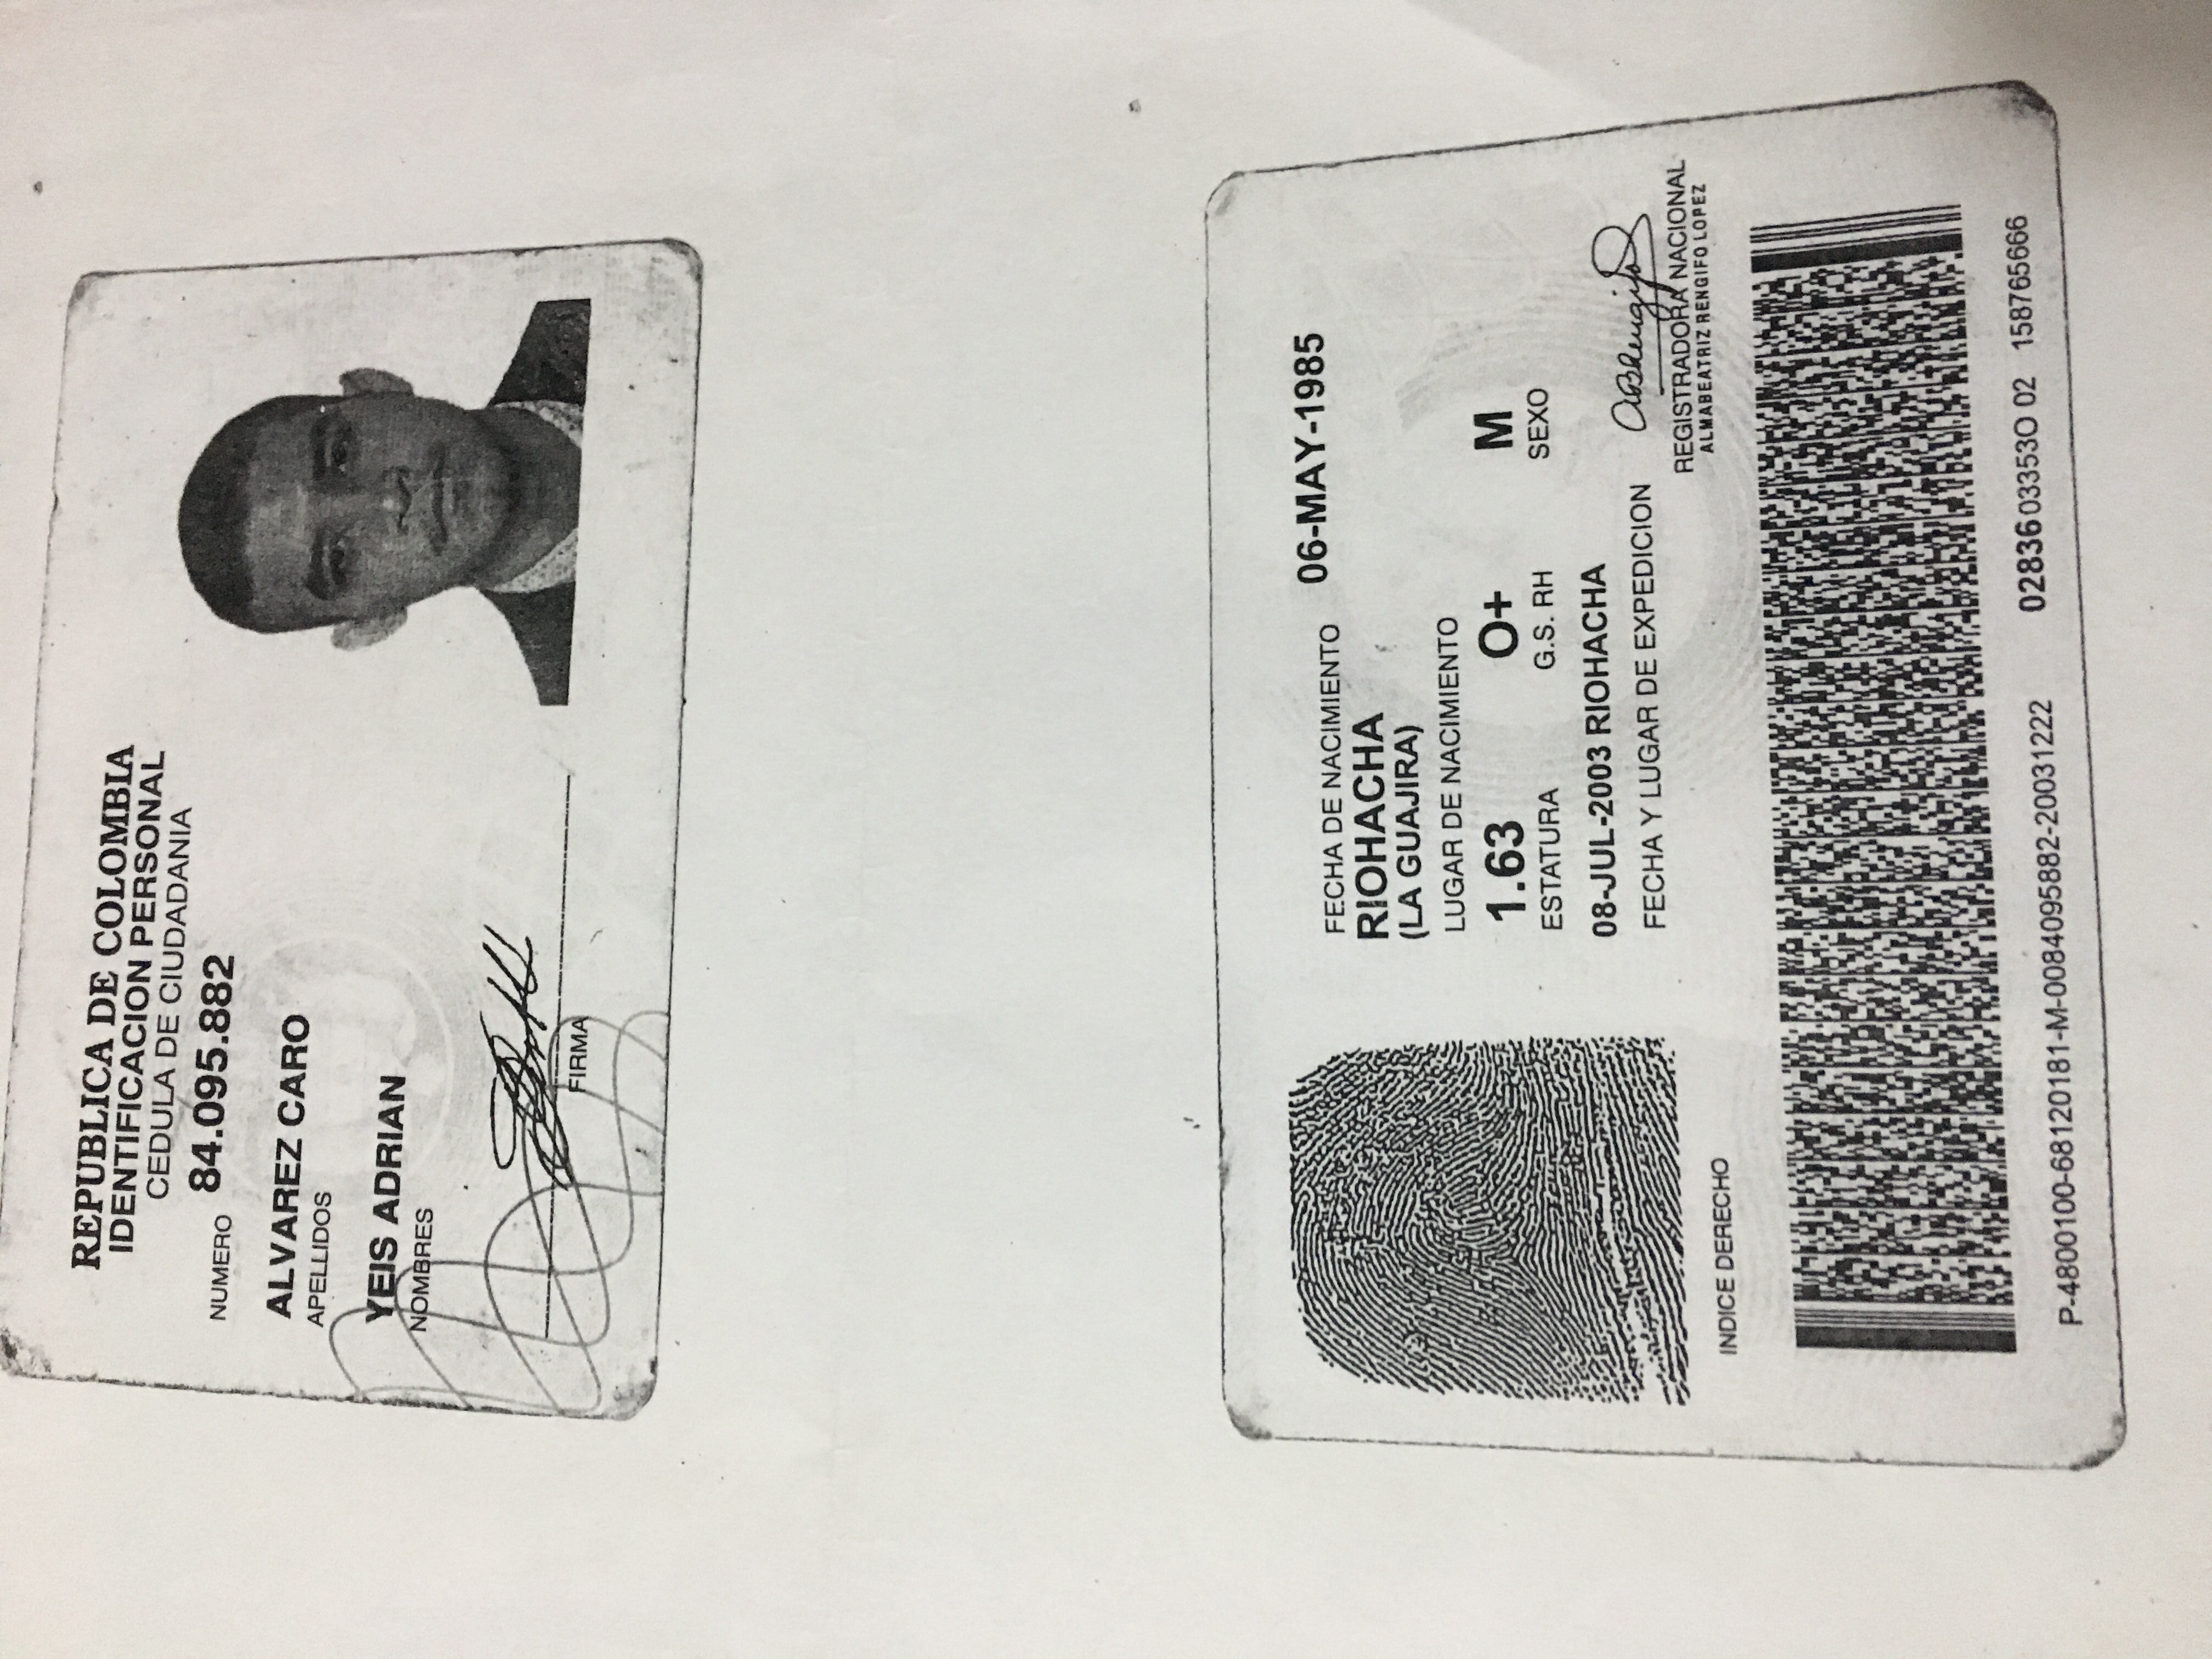 REPUBLICA DE COLOMBIA
IDENTIFICACION PERSONAL
CEDULA DE CIUDADANIA
NUMERO 84.095.882
ALVAREZ CARO
APELLIDOS
YEIS ADRIAN
NOMBRES
FIRMA
FECHA DE NACIMIENTO 06-MAY-1985
RIOHACHA
(LA GUAJIRA)
LUGAR DE NACIMIENTO
1.63 O+ M
ESTATURA G.S. RH SEXO
08-JUL-2003 RIOHACHA
FECHA Y LUGAR DE EXPEDICION
REGISTRADORA NACIONAL
ALMABEATRIZ RENGIFO LOPEZ
INDICE DERECHO
P-4800100-68120181-M-0084095882-20031222 02836 03353O 02 158765666